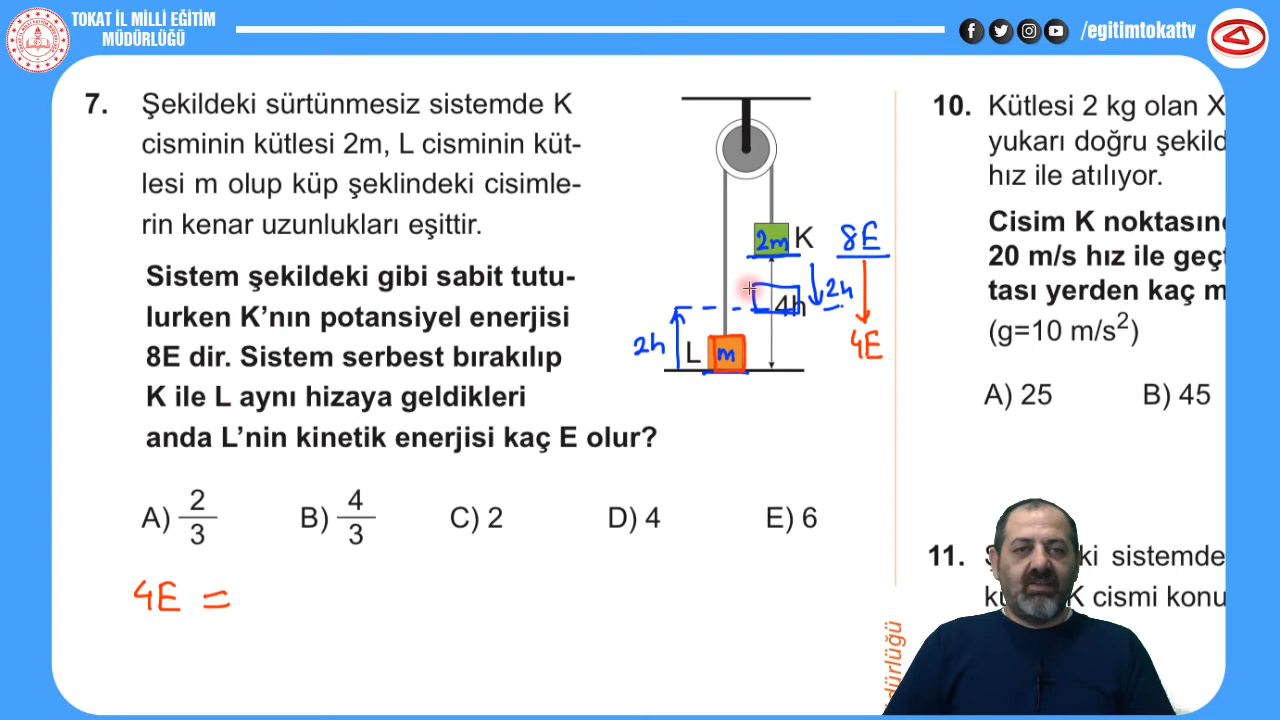 TOKAT İL MİLLİ EĞİTİM
MÜDÜRLÜĞÜ
/egitimtokattv
7. Şekildeki sürtünmesiz sistemde K
cisminin kütlesi 2m, L cisminin küt-
lesi m olup küp şeklindeki cisimle-
rin kenar uzunlukları eşittir.
Sistem şekildeki gibi sabit tutu-
lurken K'nın potansiyel enerjisi
8E dir. Sistem serbest bırakılıp
K ile L aynı hizaya geldikleri
anda L'nin kinetik enerjisi kaç E olur?
A) 2/3 B) 4/3 C) 2 D) 4 E) 6
4E =
2m K 8E
2h
4h
2h L m 4E
10. Kütlesi 2 kg olan X
yukarı doğru şekild
hız ile atılıyor.
Cisim K noktasın
20 m/s hız ile geç
tası yerden kaç m
(g=10 m/s²)
A) 25 B) 45
11. ki sistemde
K cismi konu